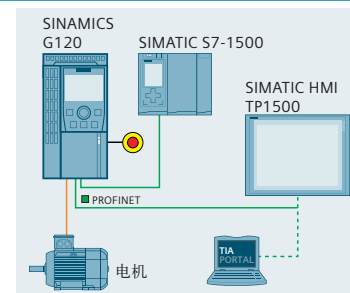 SINAMICS
G120
SIMATIC S7-1500
SIMATIC HMI
TP1500
PROFINET
TIA
PORTAL
电机